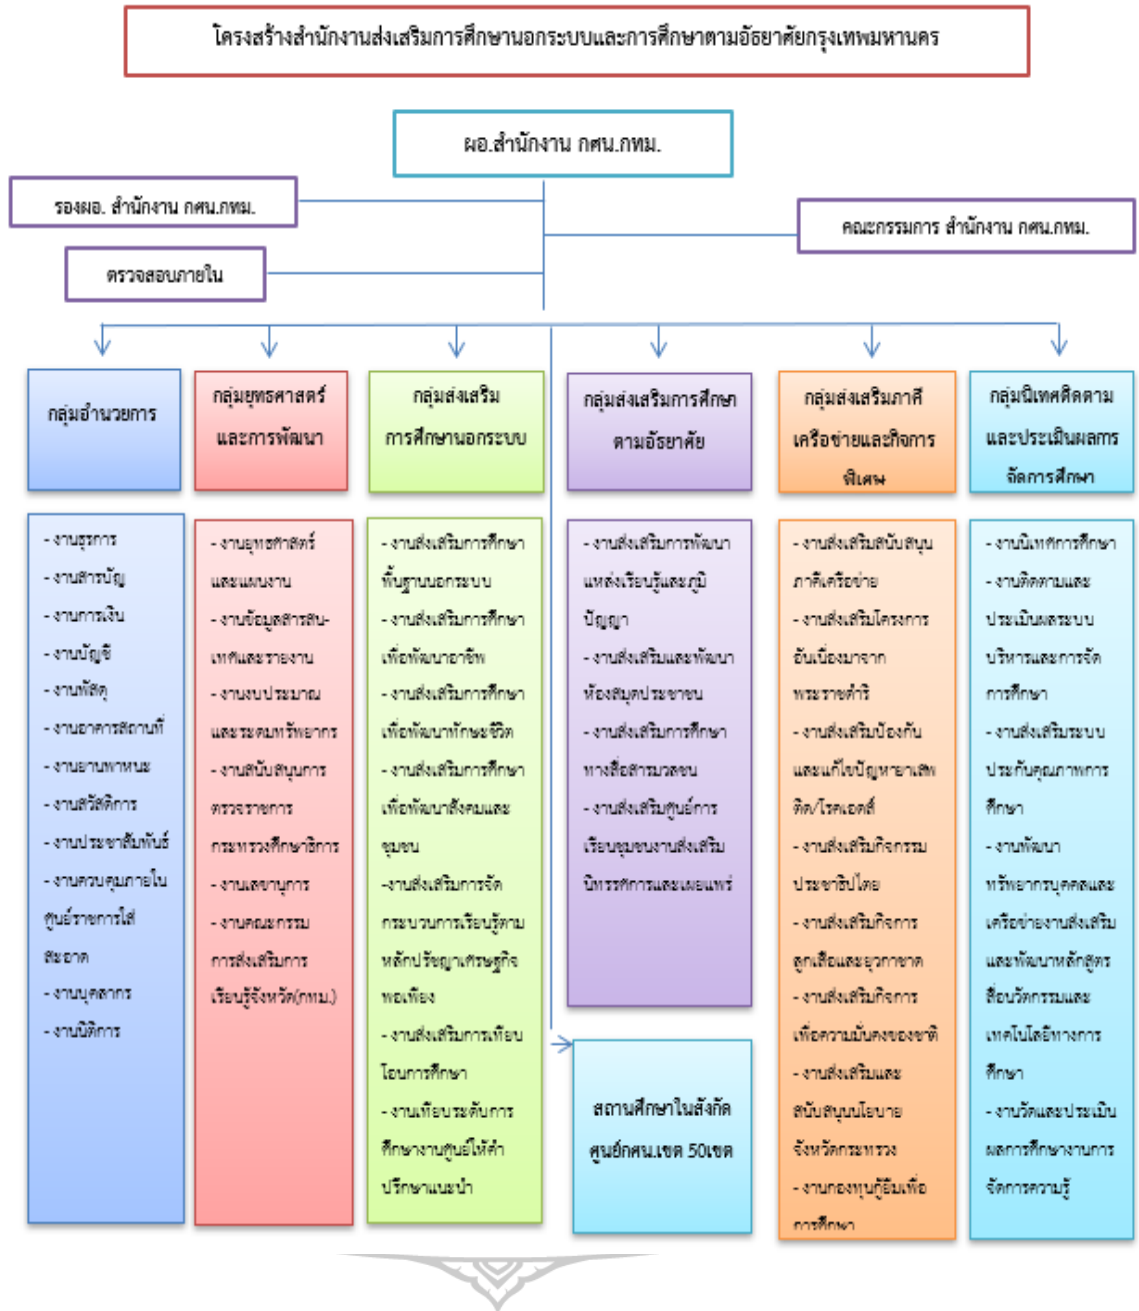 โครงสร้างสำนักงานส่งเสริมการศึกษานอกระบบและการศึกษาตามอัธยาศัยกรุงเทพมหานคร
ผอ.สำนักงาน กศน.กทม.
รองผอ. สำนักงาน กศน.กทม.
คณะกรรมการ สำนักงาน กศน.กทม.
ตรวจสอบภายใน
กลุ่มอำนวยการ
- งานธุรการ
- งานสารบัญ
- งานการเงิน
- งานบัญชี
- งานพัสดุ
- งานอาคารสถานที่
- งานยานพาหนะ
- งานสวัสดิการ
- งานประชาสัมพันธ์
- งานควบคุมภายใน
ศูนย์ราชการใส
สะอาด
- งานบุคลากร
- งานนิติการ
กลุ่มยุทธศาสตร์
และการพัฒนา
- งานยุทธศาสตร์
และแผนงาน
- งานข้อมูลสารสน-
เทศและรายงาน
- งานงบประมาณ
และระดมทรัพยากร
- งานสนับสนุนการ
ตรวจราชการ
กระทรวงศึกษาธิการ
- งานเลขานุการ
- งานคณะกรรม
การส่งเสริมการ
เรียนรู้จังหวัด(กทม.)
กลุ่มส่งเสริม
การศึกษานอกระบบ
- งานส่งเสริมการศึกษา
พื้นฐานนอกระบบ
- งานส่งเสริมการศึกษา
เพื่อพัฒนาอาชีพ
- งานส่งเสริมการศึกษา
เพื่อพัฒนาทักษะชีวิต
- งานส่งเสริมการศึกษา
เพื่อพัฒนาสังคมและ
ชุมชน
-งานส่งเสริมการจัด
กระบวนการเรียนรู้ตาม
หลักปรัชญาเศรษฐกิจ
พอเพียง
- งานส่งเสริมการเทียบ
โอนการศึกษา
- งานเทียบระดับการ
ศึกษางานศูนย์ให้คำ
ปรึกษาแนะนำ
กลุ่มส่งเสริมการศึกษา
ตามอัธยาศัย
- งานส่งเสริมการพัฒนา
แหล่งเรียนรู้และภูมิ
ปัญญา
- งานส่งเสริมและพัฒนา
ห้องสมุดประชาชน
- งานส่งเสริมการศึกษา
ทางสื่อสารมวลชน
- งานส่งเสริมศูนย์การ
เรียนชุมชนงานส่งเสริม
นิทรรศการและเผยแพร่
สถานศึกษาในสังกัด
ศูนย์กศน.เขต 50เขต
กลุ่มส่งเสริมภาคี
เครือข่ายและกิจการ
พิเศษ
- งานส่งเสริมสนับสนุน
ภาคีเครือข่าย
- งานส่งเสริมโครงการ
อันเนื่องมาจาก
พระราชดำริ
- งานส่งเสริมป้องกัน
และแก้ไขปัญหายาเสพ
ติด/โรคเอดส์
- งานส่งเสริมกิจกรรม
ประชาธิปไตย
- งานส่งเสริมกิจการ
ลูกเสือและยุวกาชาด
- งานส่งเสริมกิจการ
เพื่อความมั่นคงของชาติ
- งานส่งเสริมและ
สนับสนุนนโยบาย
จังหวัดกระทรวง
- งานกองทุนกู้ยืมเพื่อ
การศึกษา
กลุ่มนิเทศติดตาม
และประเมินผลการ
จัดการศึกษา
- งานนิเทศการศึกษา
- งานติดตามและ
ประเมินผลระบบ
บริหารและการจัด
การศึกษา
- งานส่งเสริมระบบ
ประกันคุณภาพการ
ศึกษา
- งานพัฒนา
ทรัพยากรบุคคลและ
เครือข่ายงานส่งเสริม
และพัฒนาหลักสูตร
สื่อนวัตกรรมและ
เทคโนโลยีทางการ
ศึกษา
- งานวัดและประเมิน
ผลการศึกษางานการ
จัดการความรู้